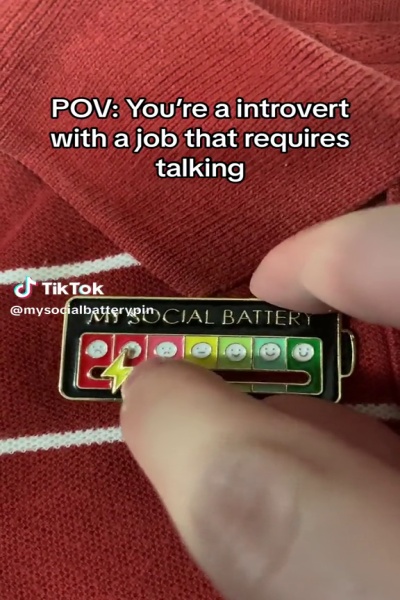 POV: You're a introvert
with a job that requires
talking
TikTok
@mysocialbatterypin
MY SOCIAL BATTERY